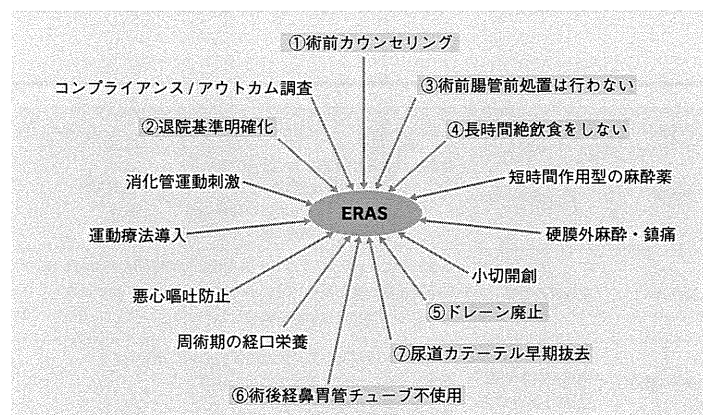 ①術前カウンセリング
コンプライアンス/アウトカム調査
③術前腸管前処置は行わない
②退院基準明確化
④長時間絶飲食をしない
消化管運動刺激
短時間作用型の麻酔薬
ERAS
運動療法導入
硬膜外麻酔・鎮痛
小切開創
悪心嘔吐防止
⑤ドレーン廃止
周術期の経口栄養
⑦尿道カテーテル早期抜去
⑥術後経鼻胃管チューブ不使用